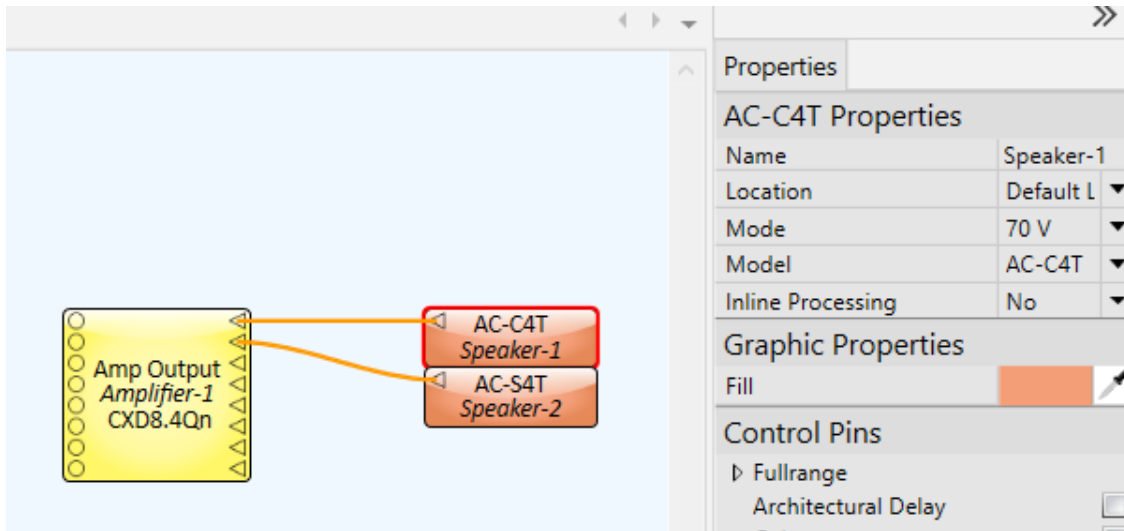 Properties
AC-C4T Properties
Name Speaker-1
Location Default L
Mode 70 V
Model AC-C4T
Inline Processing No
Graphic Properties
Fill
Control Pins
Fullrange
Architectural Delay
Amp Output
Amplifier-1
CXD8.4Qn
AC-C4T
Speaker-1
AC-S4T
Speaker-2